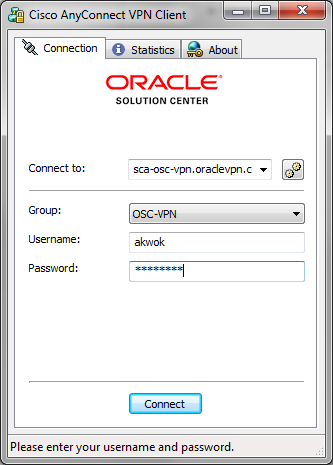 Cisco AnyConnect VPN Client
Connection Statistics About
ORACLE®
SOLUTION CENTER
Connect to: sca-osc-vpn.oraclevpn.c
Group: OSC-VPN
Username: akwok
Password: ********
Connect
Please enter your username and password.